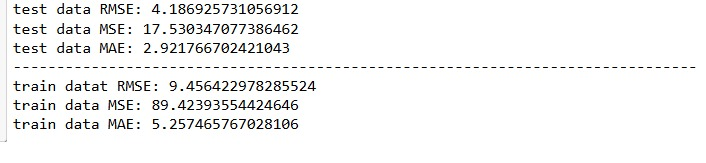 test data RMSE: 4.186925731056912
test data MSE: 17.530347077386462
test data MAE: 2.921766702421043
--------------------------------------------------------------------------------
train datat RMSE: 9.456422978285524
train data MSE: 89.42393554424646
train data MAE: 5.257465767028106